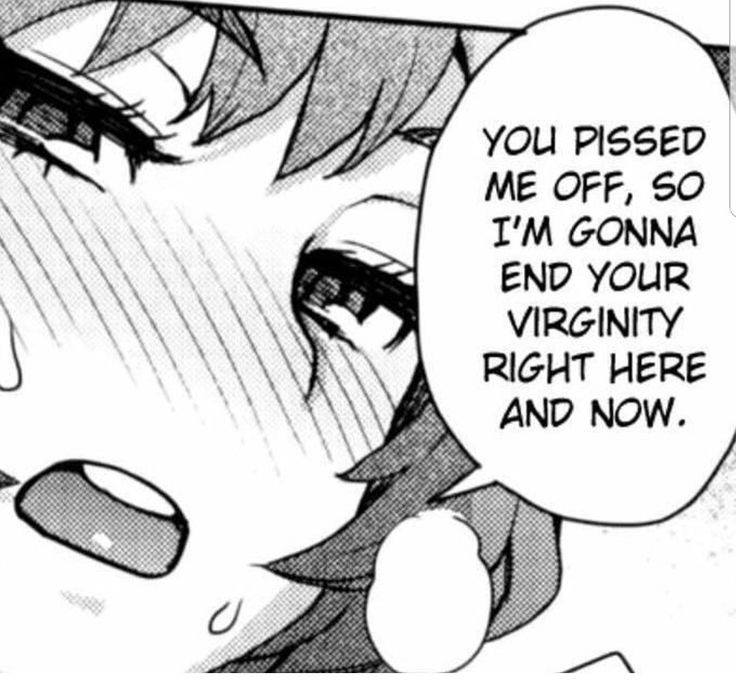 YOU PISSED
ME OFF, SO
I'M GONNA
END YOUR
VIRGINITY
RIGHT HERE
AND NOW.